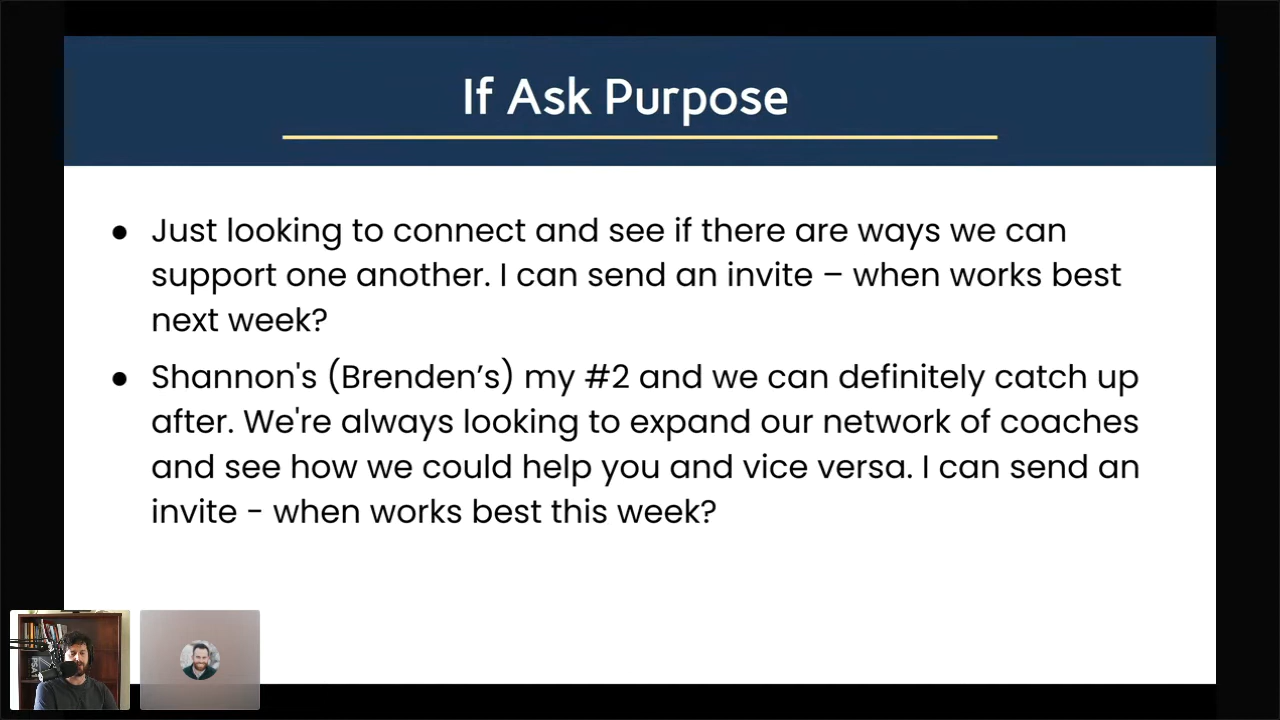 If Ask Purpose
● Just looking to connect and see if there are ways we can
support one another. I can send an invite – when works best
next week?
● Shannon's (Brenden’s) my #2 and we can definitely catch up
after. We're always looking to expand our network of coaches
and see how we could help you and vice versa. I can send an
invite - when works best this week?